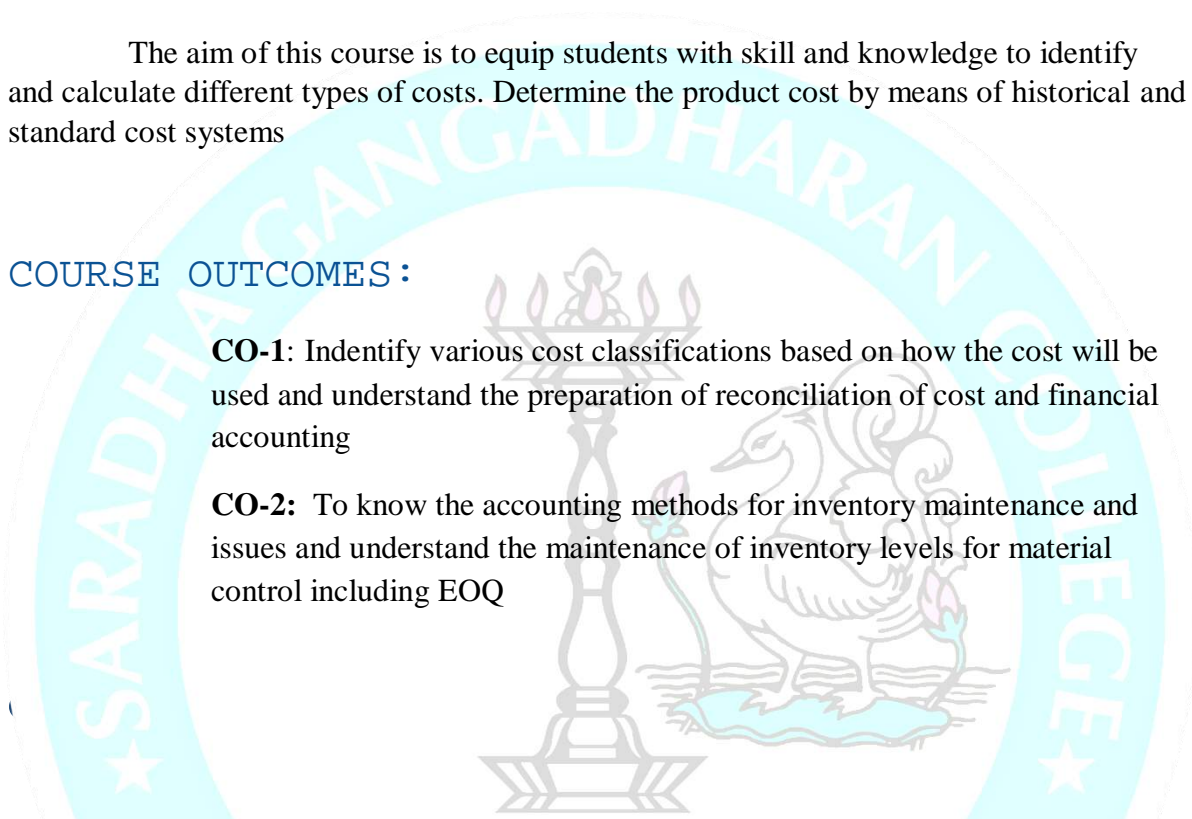 The aim of this course is to equip students with skill and knowledge to identify
and calculate different types of costs. Determine the product cost by means of historical and
standard cost systems
COURSE OUTCOMES:
CO-1: Indentify various cost classifications based on how the cost will be
used and understand the preparation of reconciliation of cost and financial
accounting
CO-2: To know the accounting methods for inventory maintenance and
issues and understand the maintenance of inventory levels for material
control including EOQ
SARADHA GANGADHARAN COLLEGE